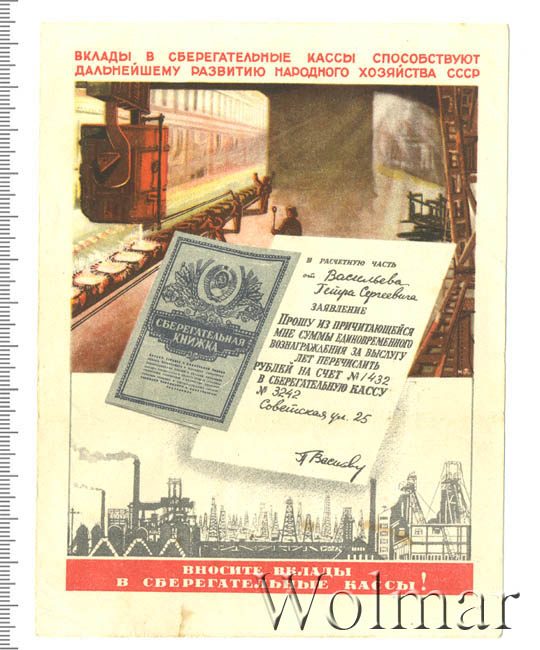 ВКЛАДЫ В СБЕРЕГАТЕЛЬНЫЕ КАССЫ СПОСОБСТВУЮТ
ДАЛЬНЕЙШЕМУ РАЗВИТИЮ НАРОДНОГО ХОЗЯЙСТВА СССР
В РАСЧЕТНУЮ ЧАСТЬ
от Васильева
Петра Сергеевича
ЗАЯВЛЕНИЕ
ПРОШУ ИЗ ПРИЧИТАЮЩЕЙСЯ
МНЕ СУММЫ ЕДИНОВРЕМЕННОГО
ВОЗНАГРАЖДЕНИЯ ЗА ВЫСЛУГУ
ЛЕТ ПЕРЕЧИСЛИТЬ
РУБЛЕЙ НА СЧЕТ № 1432
В СБЕРЕГАТЕЛЬНУЮ КАССУ
№ 3242
Советская ул. 25
СБЕРЕГАТЕЛЬНАЯ
КНИЖКА
ВНОСИТЕ ВКЛАДЫ
В СБЕРЕГАТЕЛЬНЫЕ КАССЫ!
Wolmar